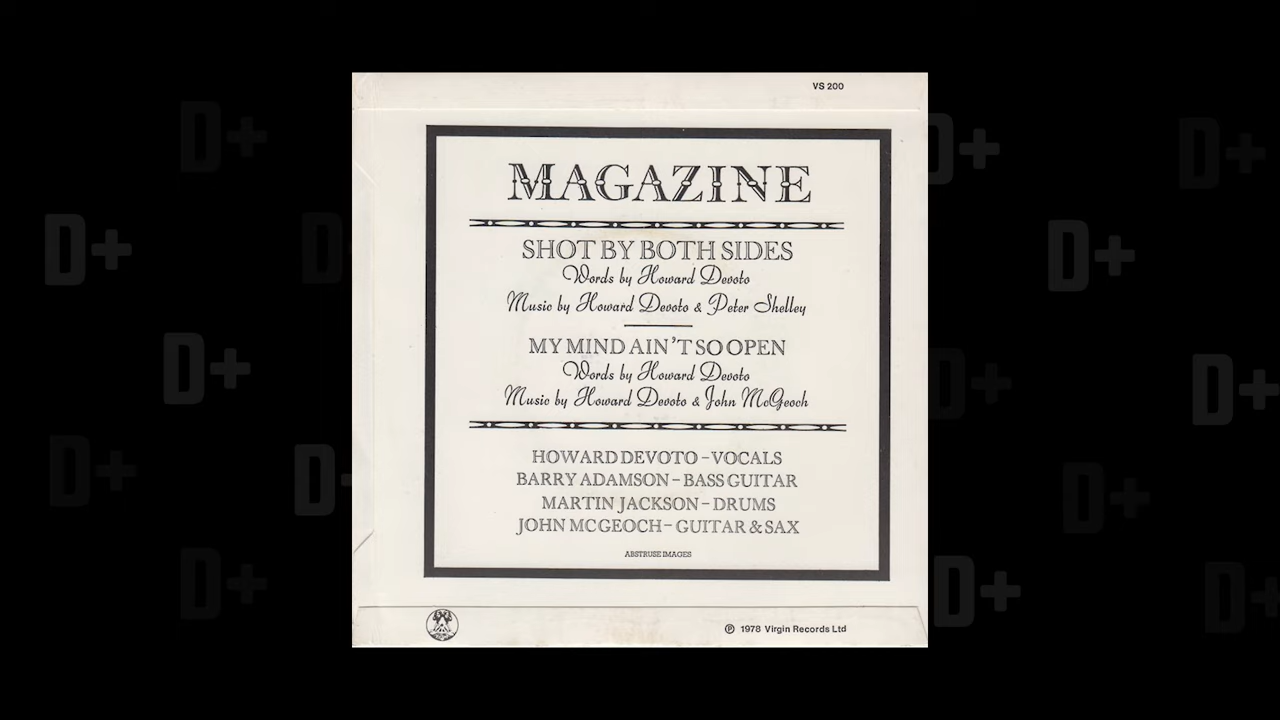 VS 200
MAGAZINE
SHOT BY BOTH SIDES
Words by Howard Devoto
Music by Howard Devoto & Peter Shelley
MY MIND AIN'T SO OPEN
Words by Howard Devoto
Music by Howard Devoto & John McGeoch
HOWARD DEVOTO – VOCALS
BARRY ADAMSON – BASS GUITAR
MARTIN JACKSON – DRUMS
JOHN MCGEOCH – GUITAR & SAX
ABSTRUSE IMAGES
℗ 1978 Virgin Records Ltd
D+
D+
D+
D+
D
D+
D+
D+
D+
D+
D+
D
D+
D+
D+
D+